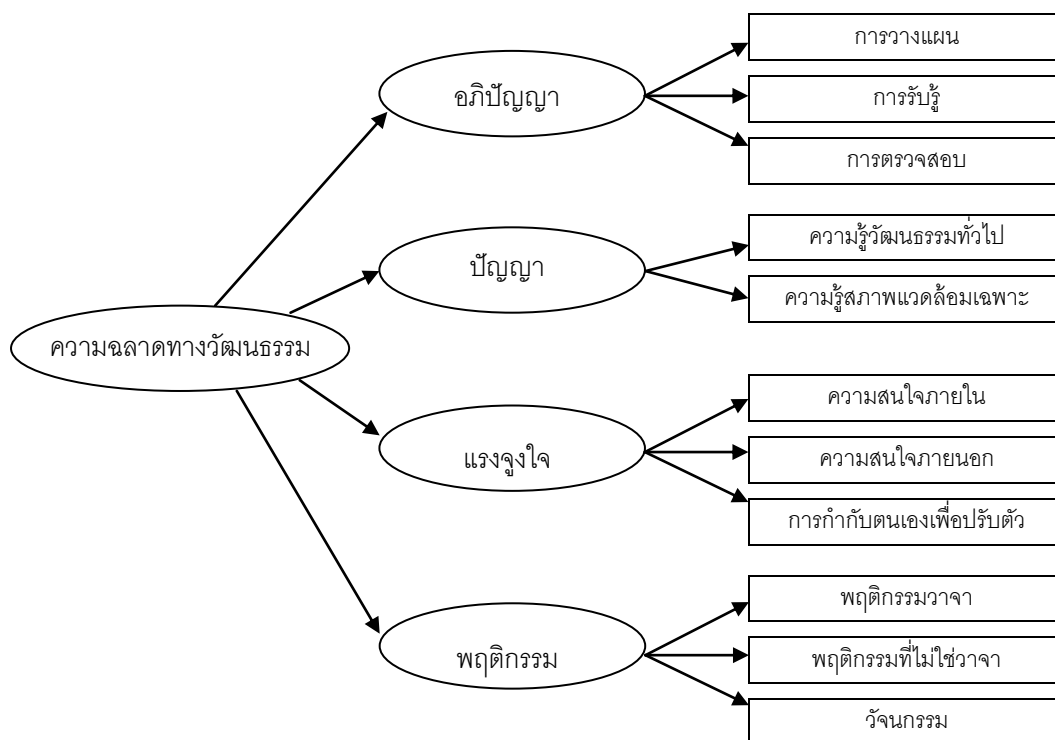 การวางแผน
อภิปัญญา
การรับรู้
การตรวจสอบ
ความรู้วัฒนธรรมทั่วไป
ปัญญา
ความรู้สภาพแวดล้อมเฉพาะ
ความฉลาดทางวัฒนธรรม
ความสนใจภายใน
แรงจูงใจ
ความสนใจภายนอก
การกำกับตนเองเพื่อปรับตัว
พฤติกรรมวาจา
พฤติกรรม
พฤติกรรมที่ไม่ใช่วาจา
วัจนกรรม